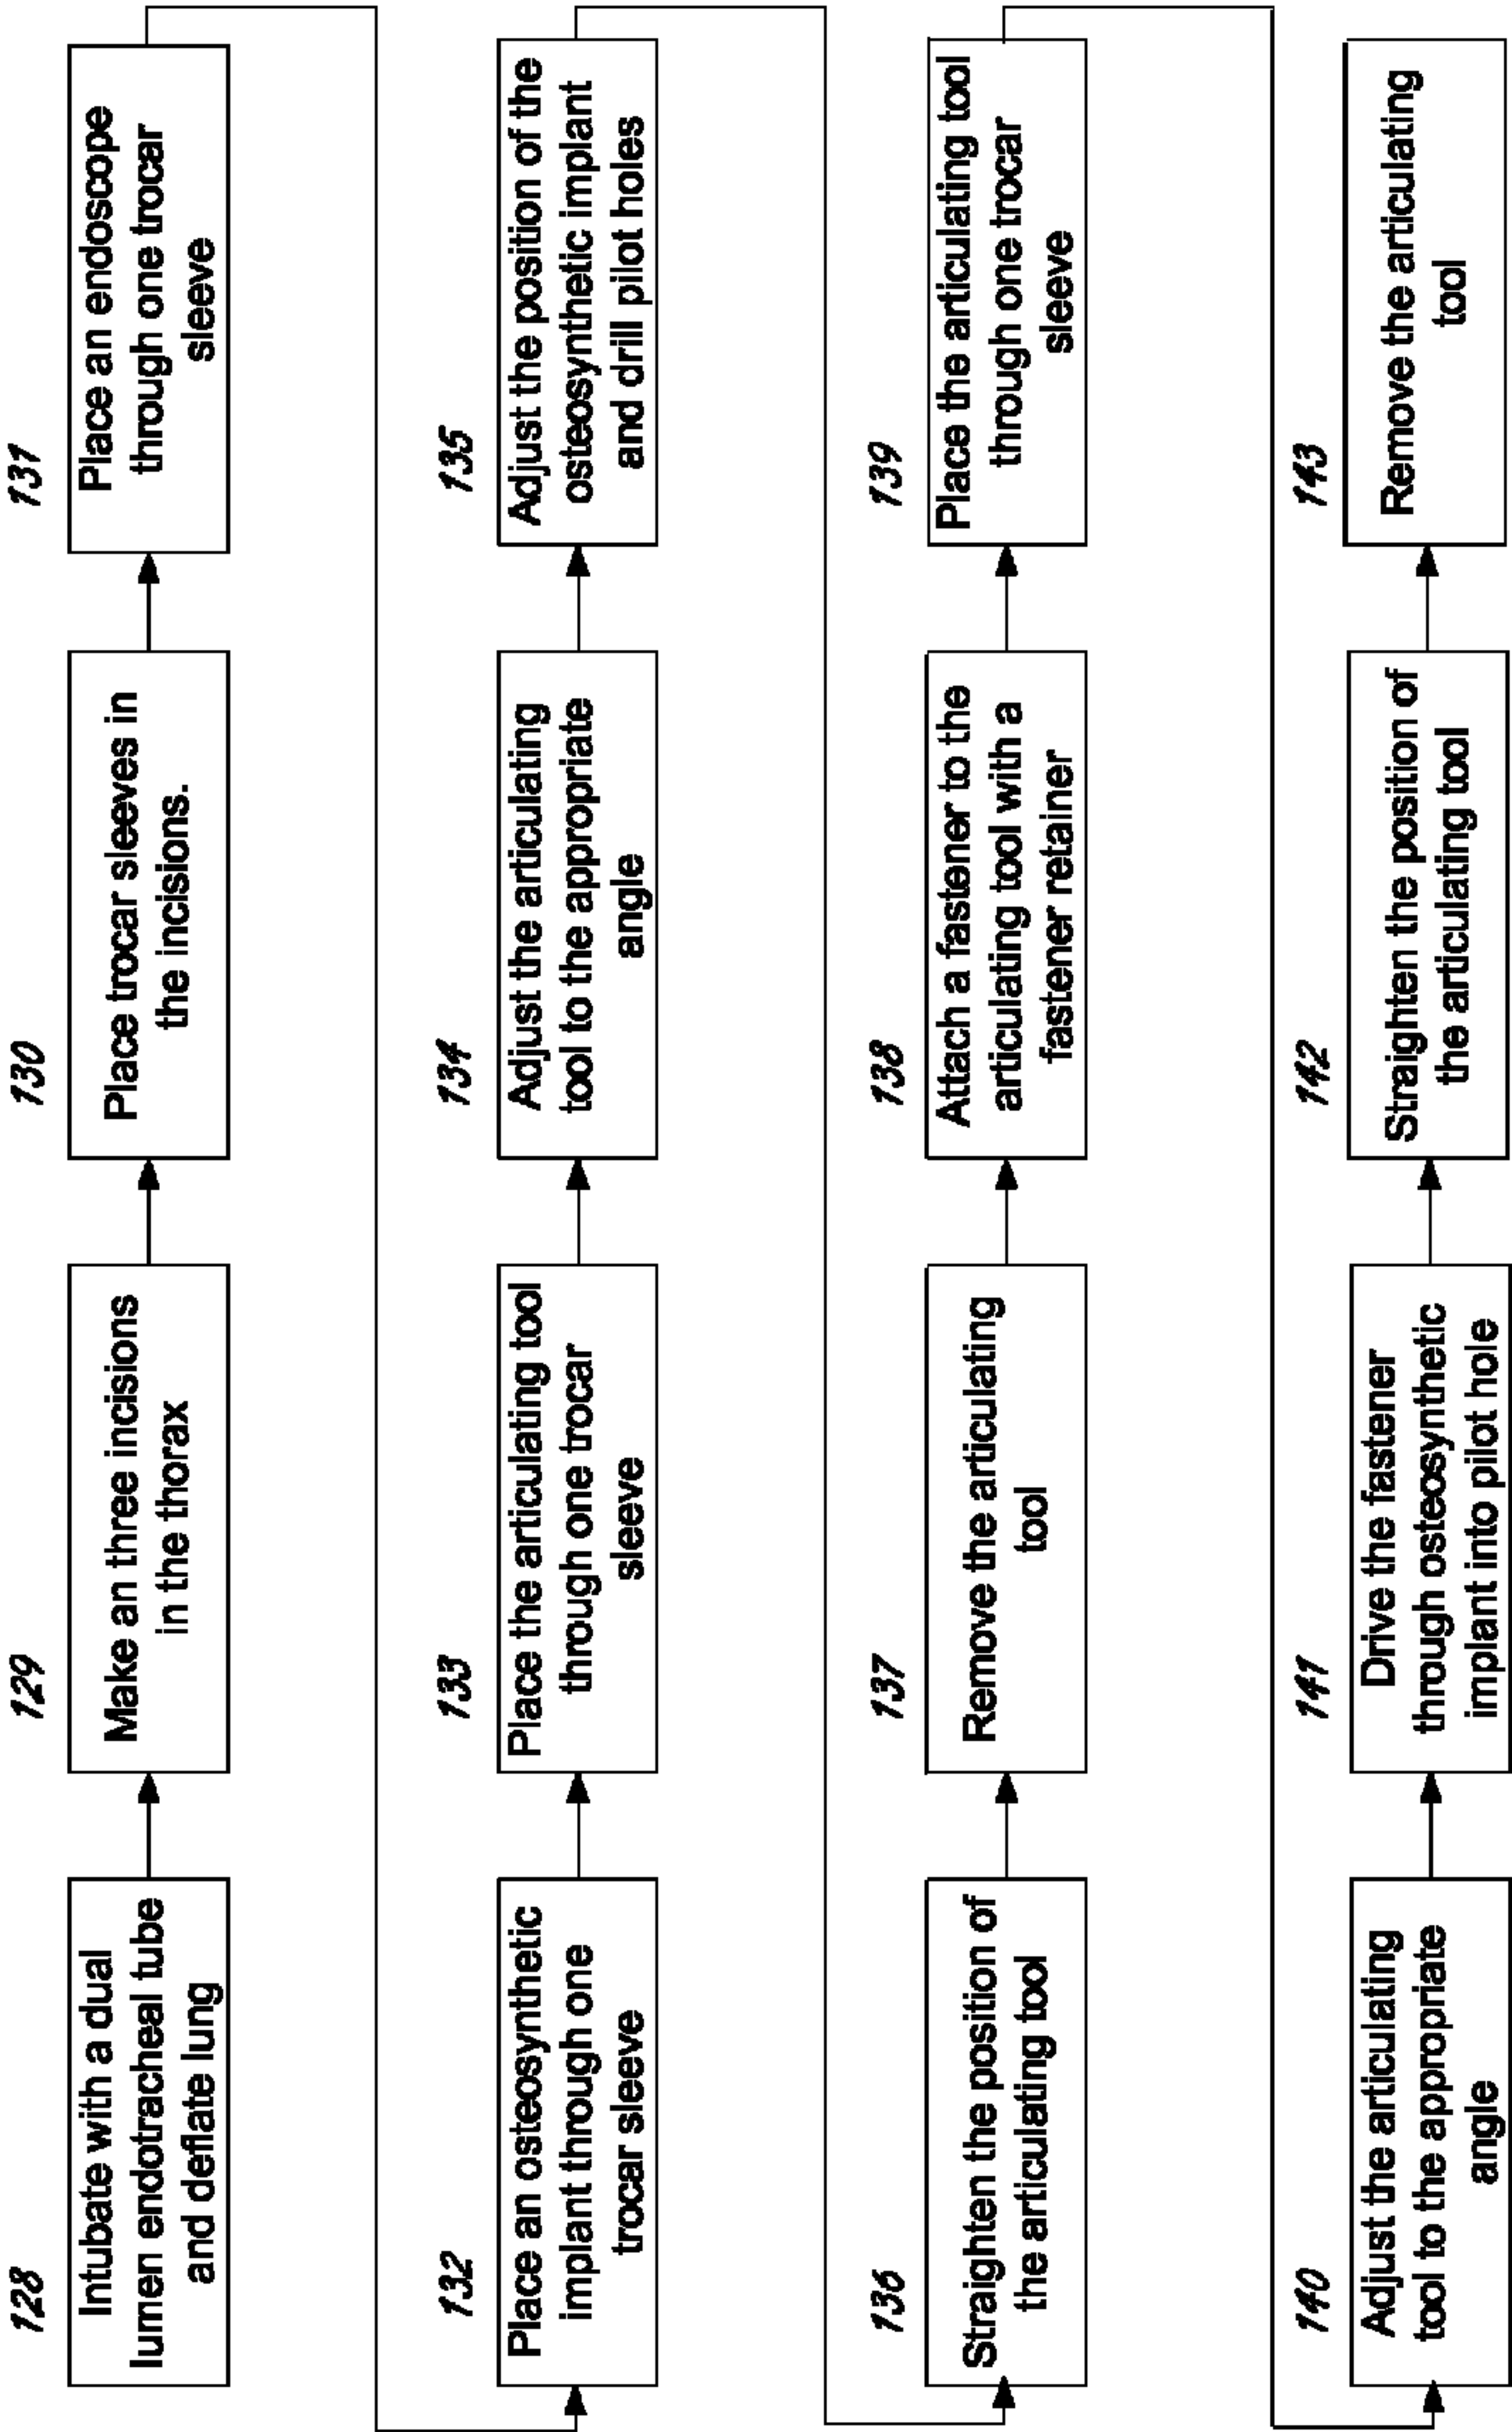 128
Intubate with a dual
lumen endotracheal tube
and deflate lung
129
Make an three incisions
in the thorax
130
Place trocar sleeves in
the incisions.
131
Place an endoscope
through one trocar
sleeve
132
Place an osteosynthetic
implant through one
trocar sleeve
133
Place the articulating tool
through one trocar
sleeve
134
Adjust the articulating
tool to the appropriate
angle
135
Adjust the position of the
osteosynthetic implant
and drill pilot holes
136
Straighten the position of
the articulating tool
137
Remove the articulating
tool
138
Attach a fastener to the
articulating tool with a
fastener retainer
139
Place the articulating tool
through one trocar
sleeve
140
Adjust the articulating
tool to the appropriate
angle
141
Drive the fastener
through osteosynthetic
implant into pilot hole
142
Straighten the position of
the articulating tool
143
Remove the articulating
tool